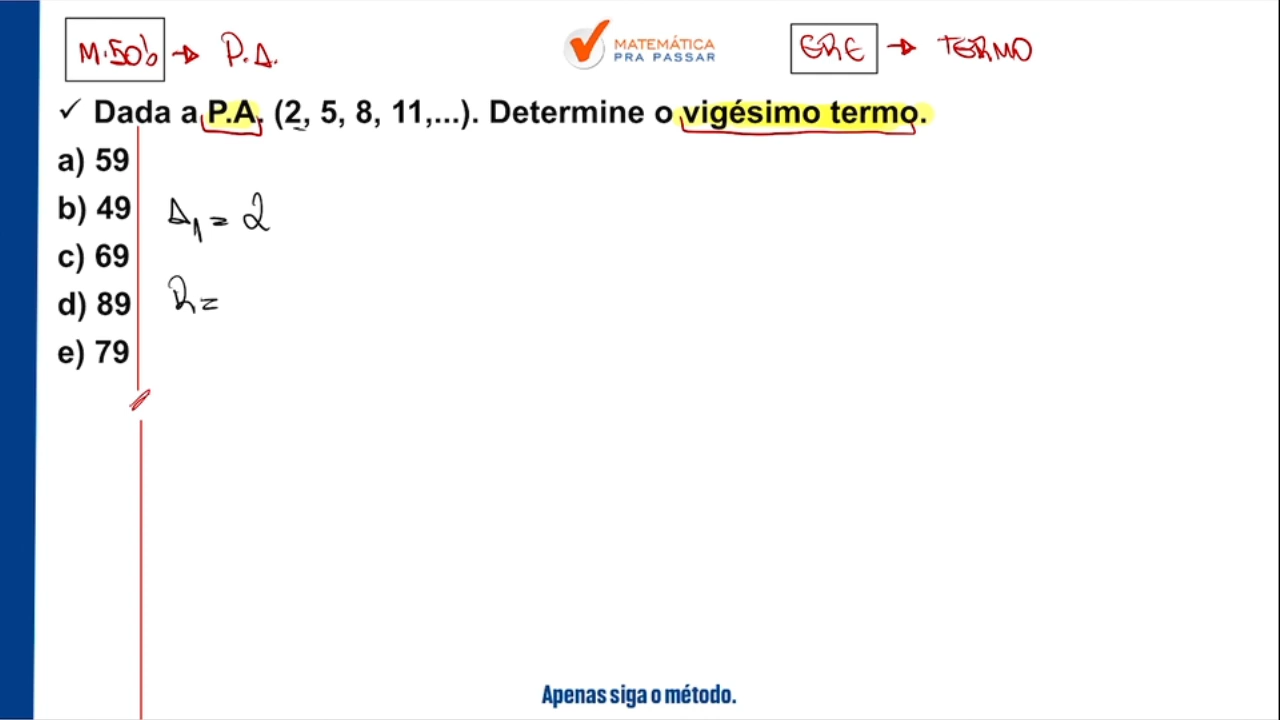 M.50% → P.A.
MATEMÁTICA
PRA PASSAR
→ TERMO
✓ Dada a P.A. (2, 5, 8, 11,...). Determine o vigésimo termo.
a) 59
b) 49
c) 69
d) 89
e) 79
A₁ = 2
R =
Apenas siga o método.